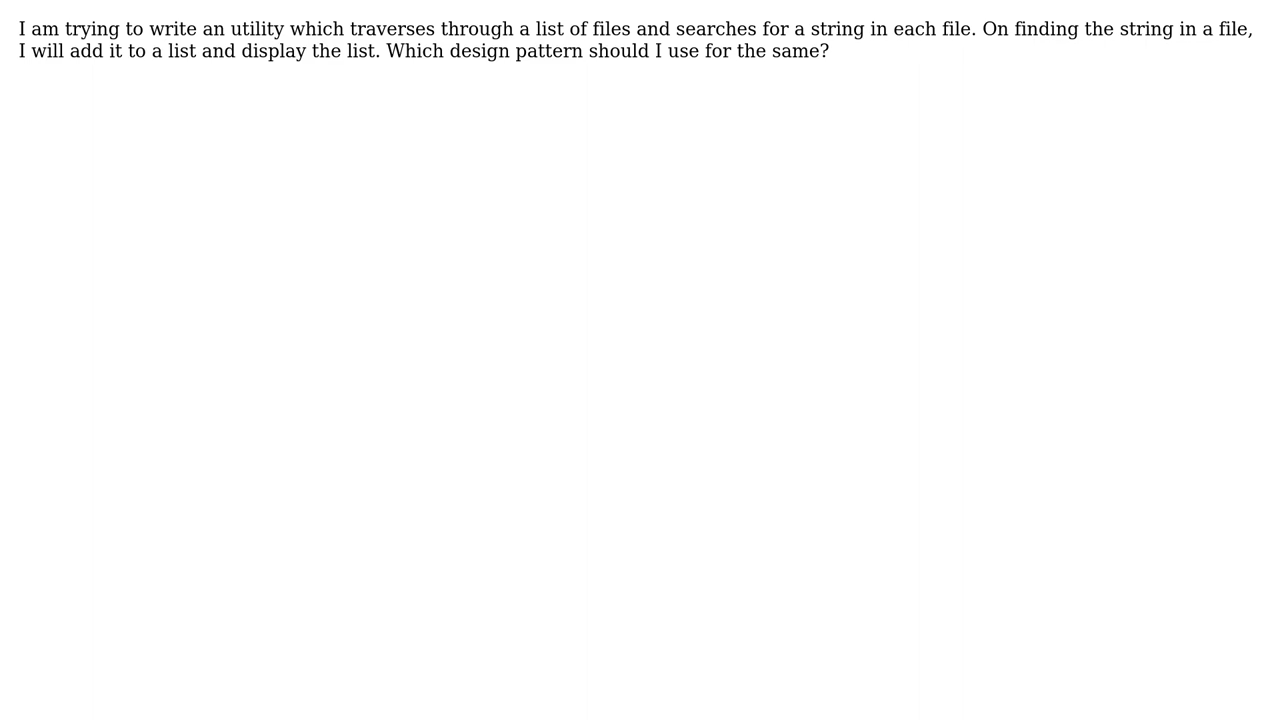 I am trying to write an utility which traverses through a list of files and searches for a string in each file. On finding the string in a file,
I will add it to a list and display the list. Which design pattern should I use for the same?